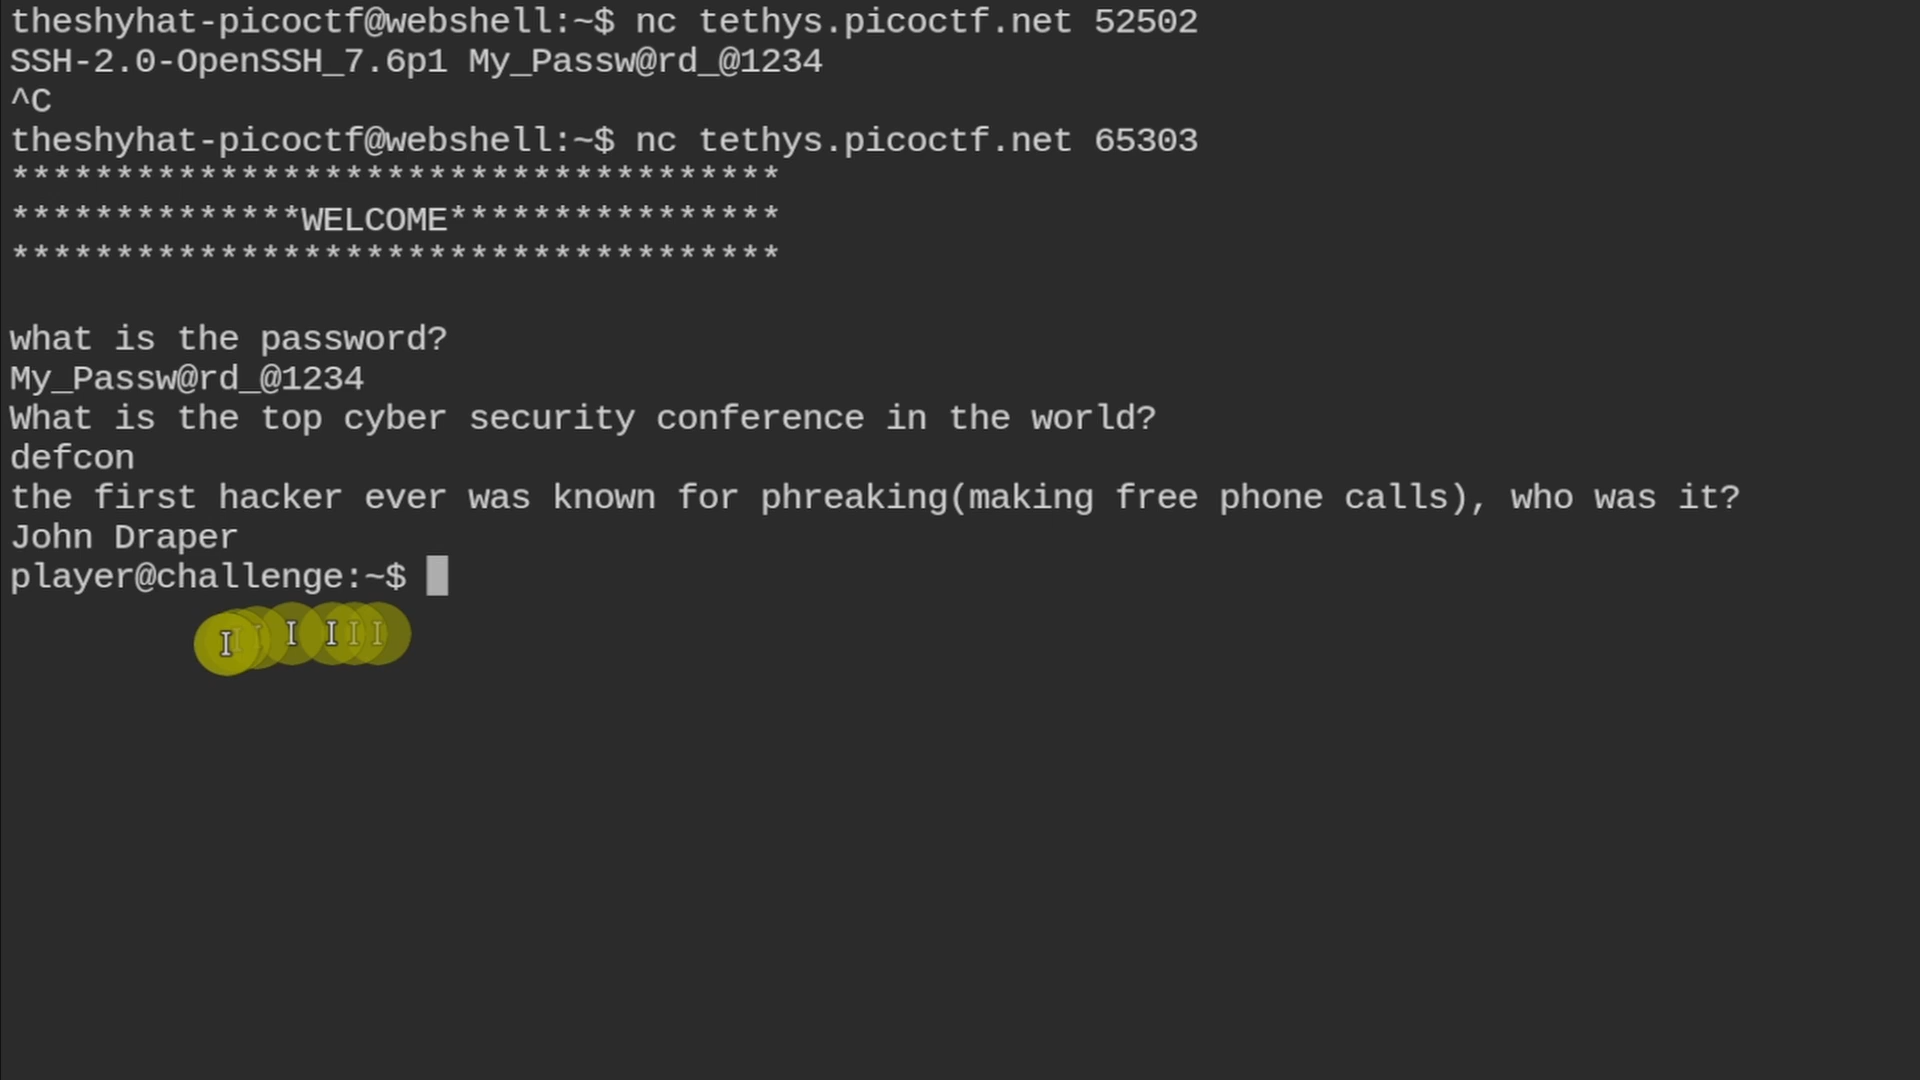 theshyhat-picoctf@webshell:~$ nc tethys.picoctf.net 52502
SSH-2.0-OpenSSH_7.6p1 My_Passw@rd_@1234
^C
theshyhat-picoctf@webshell:~$ nc tethys.picoctf.net 65303
*************************************
**************WELCOME****************
*************************************
what is the password?
My_Passw@rd_@1234
What is the top cyber security conference in the world?
defcon
the first hacker ever was known for phreaking(making free phone calls), who was it?
John Draper
player@challenge:~$